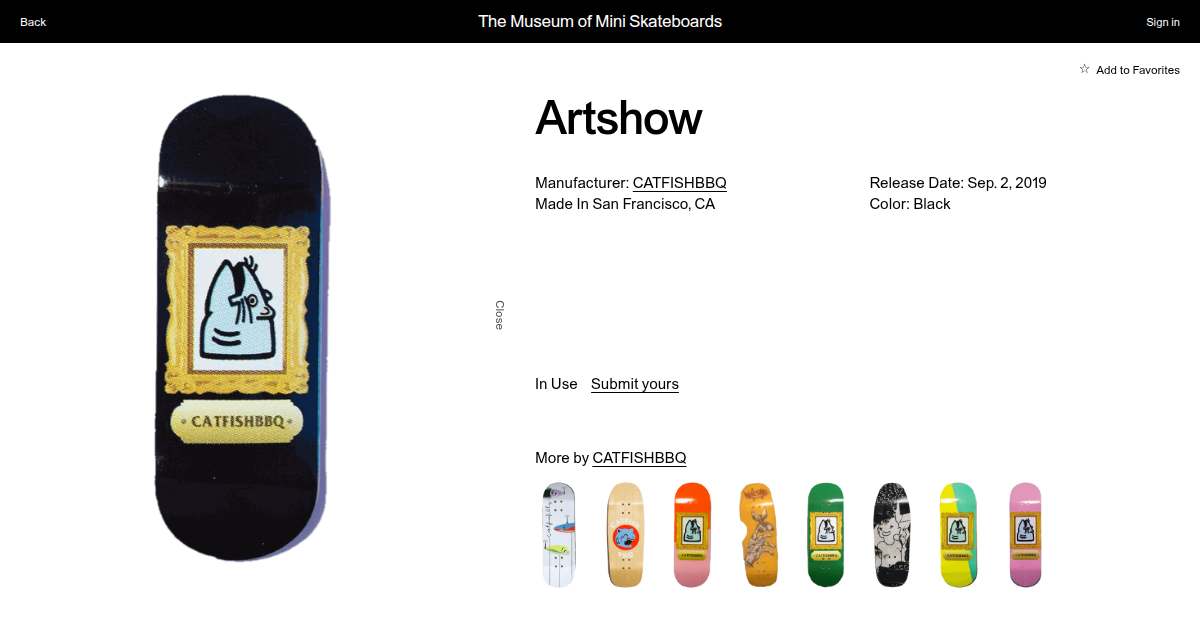 Back
The Museum of Mini Skateboards
Sign in
☆ Add to Favorites
Artshow
Manufacturer: CATFISHBBQ
Made In San Francisco, CA
Release Date: Sep. 2, 2019
Color: Black
CATFISHBBQ
Close
In Use Submit yours
More by CATFISHBBQ